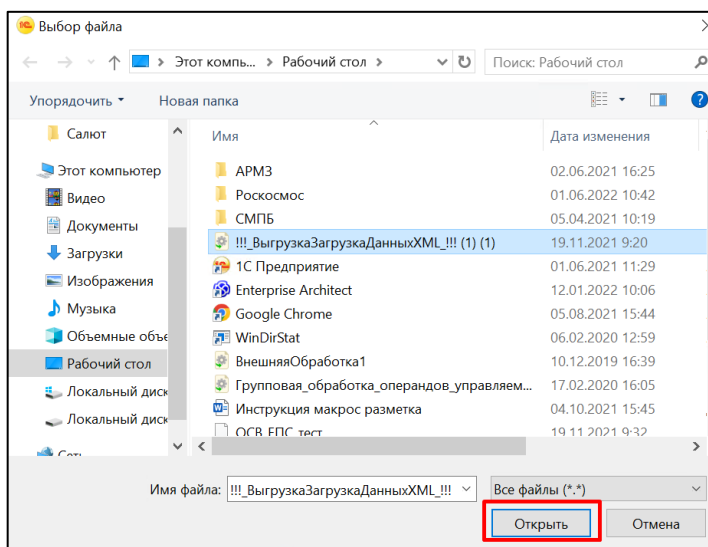 Выбор файла
Этот компь... > Рабочий стол >
Поиск: Рабочий стол
Упорядочить Новая папка
Имя Дата изменения
Салют
Этот компьютер
Видео
Документы
Загрузки
Изображения
Музыка
Объемные объе
Рабочий стол
Локальный диск
Локальный диск
Сеть
АРМЗ 02.06.2021 16:25
Роскосмос 01.06.2022 10:42
СМПБ 05.04.2021 10:19
!!!_ВыгрузкаЗагрузкаДанныхXML_!!! (1) (1) 19.11.2021 9:20
1С Предприятие 01.06.2021 11:29
Enterprise Architect 12.01.2022 10:06
Google Chrome 05.08.2021 15:44
WinDirStat 06.02.2020 12:59
ВнешняяОбработка1 10.12.2019 16:39
Групповая_обработка_операндов_управляем... 17.02.2020 16:05
Инструкция макрос разметка 04.10.2021 15:45
ОСВ ЕПС тест 19.11.2021 9:32
Имя файла: !!!_ВыгрузкаЗагрузкаДанныхXML_!!! Все файлы (*.*)
Открыть Отмена